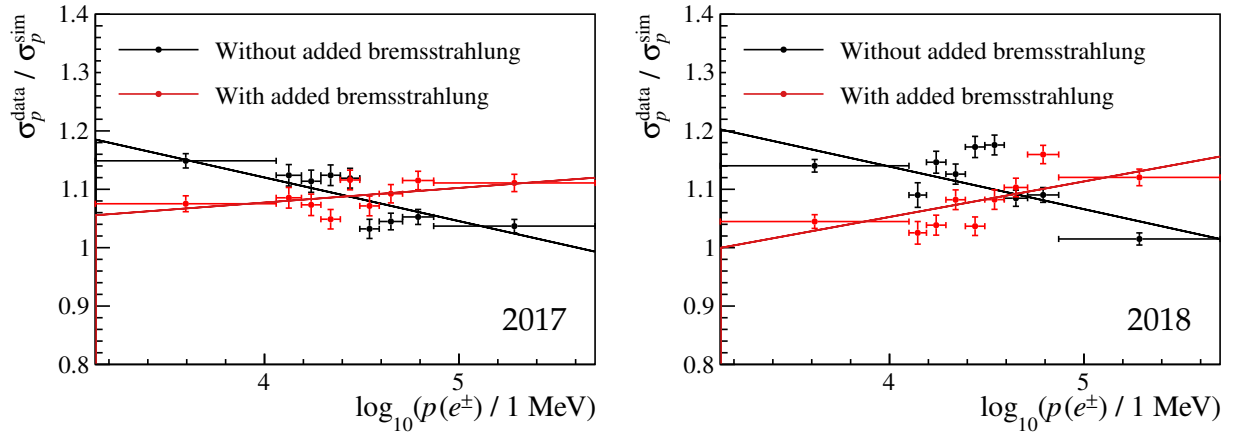 σ_p^data / σ_p^sim
1.4
1.3
1.2
1.1
1
0.9
0.8
Without added bremsstrahlung
With added bremsstrahlung
2017
4
5
log₁₀(p(e^±) / 1 MeV)
σ_p^data / σ_p^sim
1.4
1.3
1.2
1.1
1
0.9
0.8
Without added bremsstrahlung
With added bremsstrahlung
2018
4
5
log₁₀(p(e^±) / 1 MeV)